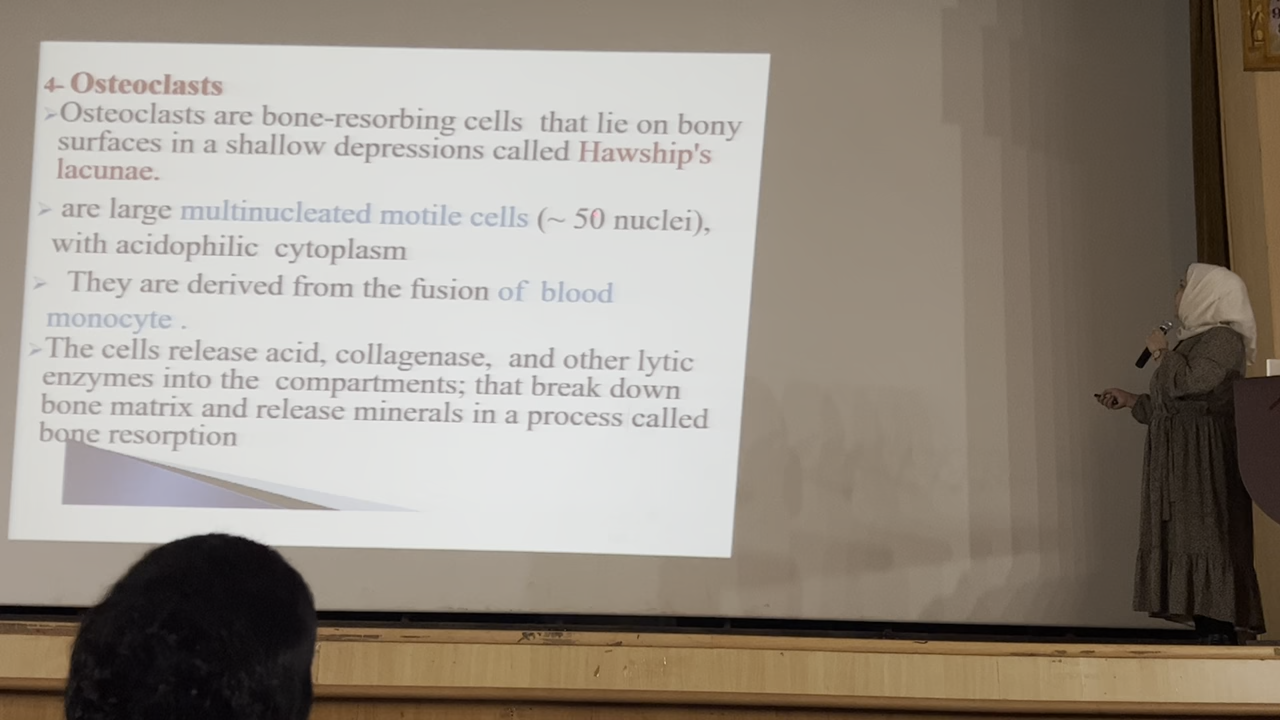 4- Osteoclasts
➢Osteoclasts are bone-resorbing cells that lie on bony
surfaces in a shallow depressions called Hawship's
lacunae.
➢ are large multinucleated motile cells (~ 50 nuclei),
with acidophilic cytoplasm
➢ They are derived from the fusion of blood
monocyte .
➢The cells release acid, collagenase, and other lytic
enzymes into the compartments; that break down
bone matrix and release minerals in a process called
bone resorption